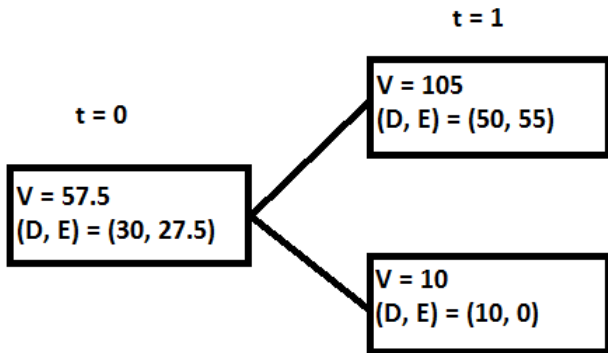 t = 1
V = 105
(D, E) = (50, 55)
t = 0
V = 57.5
(D, E) = (30, 27.5)
V = 10
(D, E) = (10, 0)